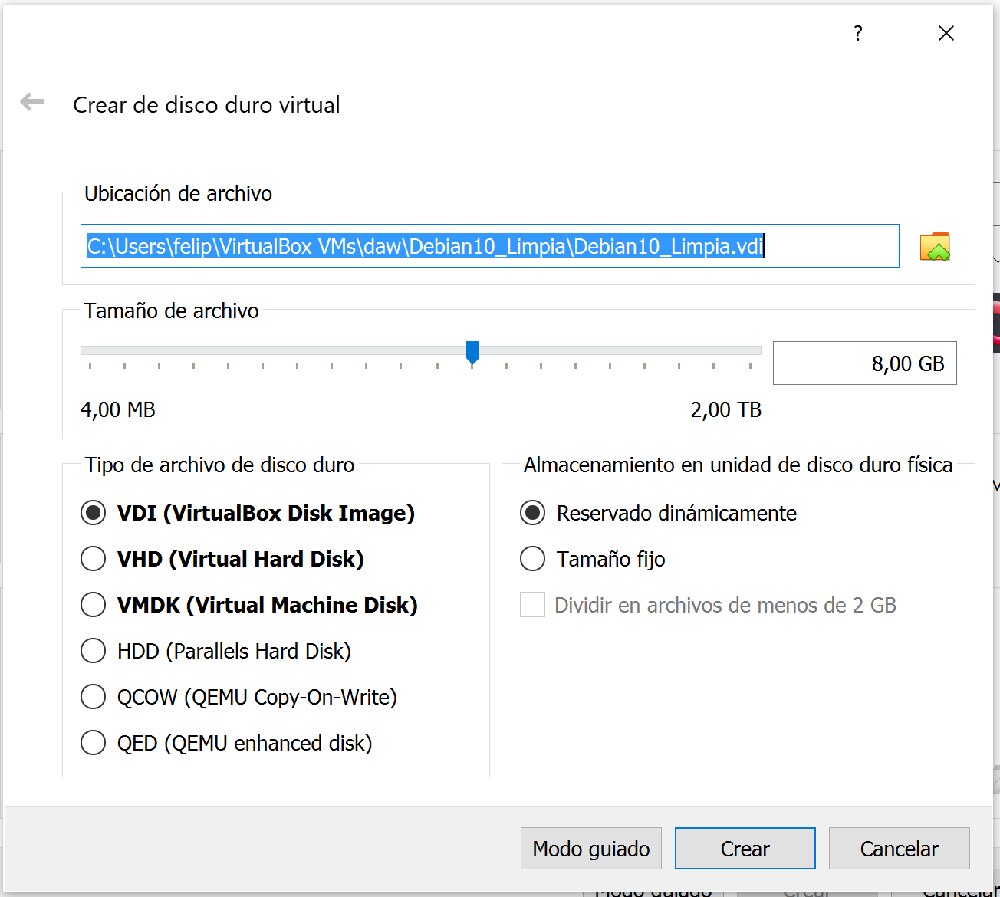 ?
Crear de disco duro virtual
Ubicación de archivo
C:\Users\felip\VirtualBox VMs\daw\Debian10_Limpia\Debian10_Limpia.vdi
Tamaño de archivo
8,00 GB
4,00 MB 2,00 TB
Tipo de archivo de disco duro
VDI (VirtualBox Disk Image)
VHD (Virtual Hard Disk)
VMDK (Virtual Machine Disk)
HDD (Parallels Hard Disk)
QCOW (QEMU Copy-On-Write)
QED (QEMU enhanced disk)
Almacenamiento en unidad de disco duro física
Reservado dinámicamente
Tamaño fijo
Dividir en archivos de menos de 2 GB
Modo guiado Crear Cancelar
Modo guiado Crear Cancelar